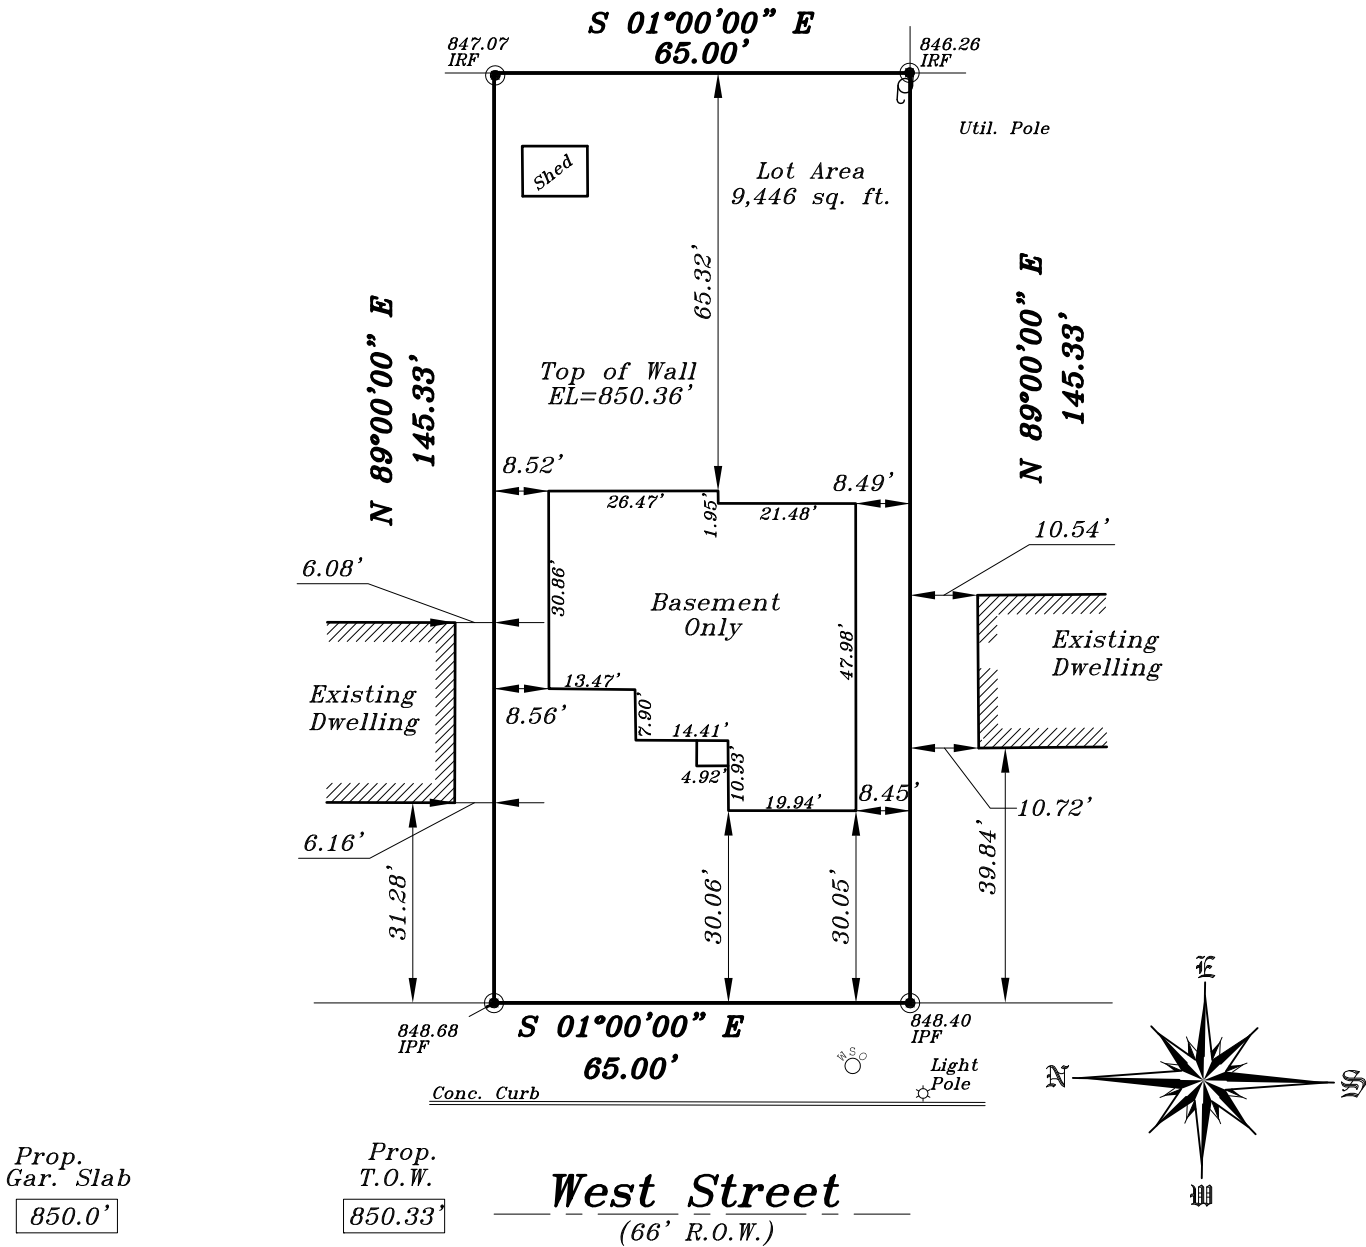 S 01°00'00" E
65.00'
847.07
IRF
846.26
IRF
Util. Pole
Shed
Lot Area
9,446 sq. ft.
65.32'
N 89°00'00" E
145.33'
N 89°00'00" E
145.33'
Top of Wall
EL=850.36'
8.52'
8.49'
26.47'
1.95'
21.48'
10.54'
6.08'
30.86'
Basement
Only
47.98'
Existing
Dwelling
Existing
Dwelling
13.47'
8.56'
7.90'
14.41'
4.92'
10.93'
19.94'
8.45'
10.72'
6.16'
31.28'
30.06'
30.05'
39.84'
848.68
IPF
S 01°00'00" E
65.00'
848.40
IPF
WSO
Light
Pole
Conc. Curb
E
N
S
W
Prop.
Gar. Slab
850.0'
Prop.
T.O.W.
850.33'
West Street
(66' R.O.W.)